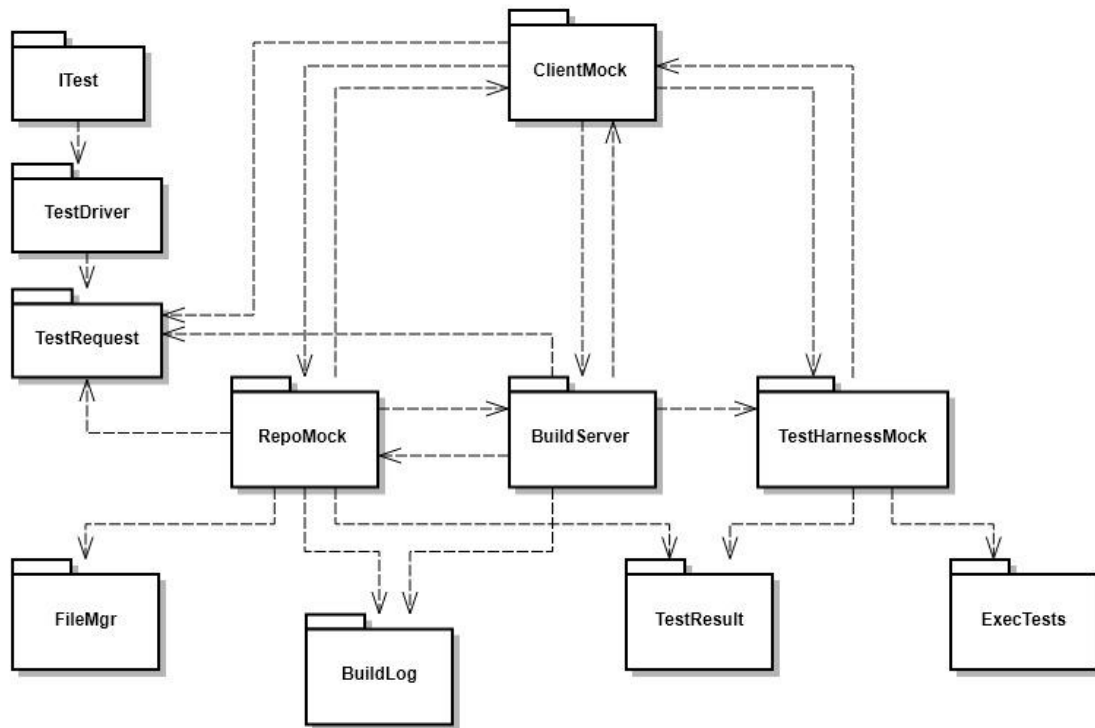 ITest
ClientMock
TestDriver
TestRequest
RepoMock
BuildServer
TestHarnessMock
FileMgr
BuildLog
TestResult
ExecTests